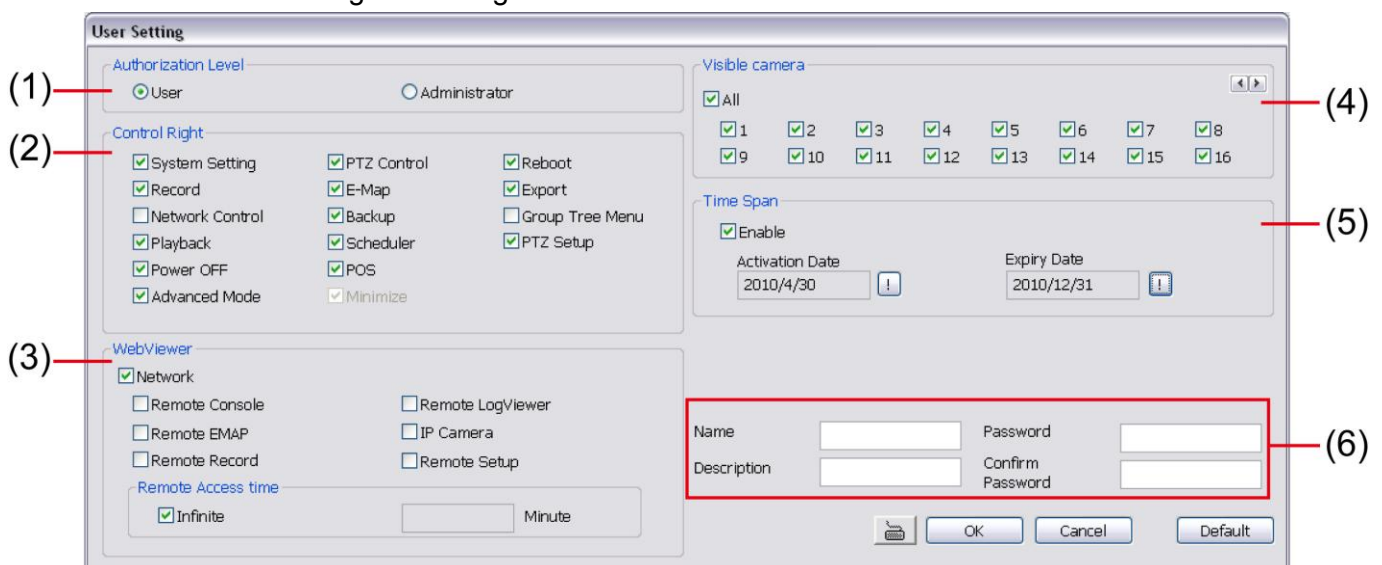 User Setting
(1)
Authorization Level
User Administrator
(2)
Control Right
System Setting PTZ Control Reboot
Record E-Map Export
Network Control Backup Group Tree Menu
Playback Scheduler PTZ Setup
Power OFF POS
Advanced Mode Minimize
(3)
WebViewer
Network
Remote Console Remote LogViewer
Remote EMAP IP Camera
Remote Record Remote Setup
Remote Access time
Infinite Minute
Visible camera
(4)
All
1 2 3 4 5 6 7 8
9 10 11 12 13 14 15 16
Time Span
(5)
Enable
Activation Date Expiry Date
2010/4/30 ! 2010/12/31 !
Name Password
(6)
Description Confirm
Password
OK Cancel Default